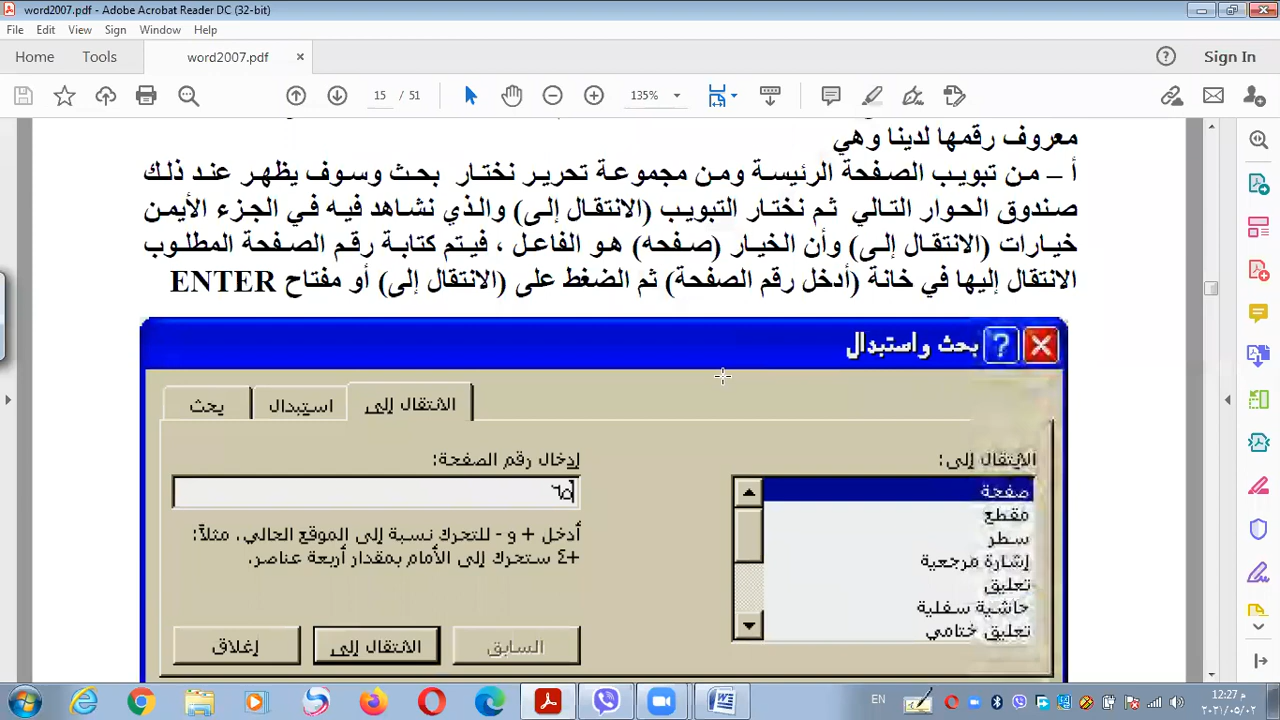 word2007.pdf - Adobe Acrobat Reader DC (32-bit)
File Edit View Sign Window Help
Home Tools word2007.pdf Sign In
15 / 51 135%
معروف رقمها لدينا وهي
أ – من تبويب الصفحة الرئيسة ومن مجموعة تحرير نختار بحث وسوف يظهر عند ذلك
صندوق الحوار التالي ثم نختار التبويب (الانتقال إلى) والذي نشاهد فيه في الجزء الأيمن
خيارات (الانتقال إلى) وأن الخيار (صفحه) هو الفاعل ، فيتم كتابة رقم الصفحة المطلوب
الانتقال إليها في خانة (أدخل رقم الصفحة) ثم الضغط على (الانتقال إلى) أو مفتاح ENTER
بحث واستبدال
بحث استبدال الانتقال إلى
الانتقال إلى:
صفحة
مقطع
سطر
إشارة مرجعية
تعليق
حاشية سفلية
تعليق ختامي
إدخال رقم الصفحة:
٦٥
أدخل + و - للتحرك نسبة إلى الموقع الحالي. مثلاً:
+٤ ستحرك إلى الأمام بمقدار أربعة عناصر.
السابق الانتقال إلى إغلاق
EN
12:27 م
٢٠٢١/٠٥/٠٢